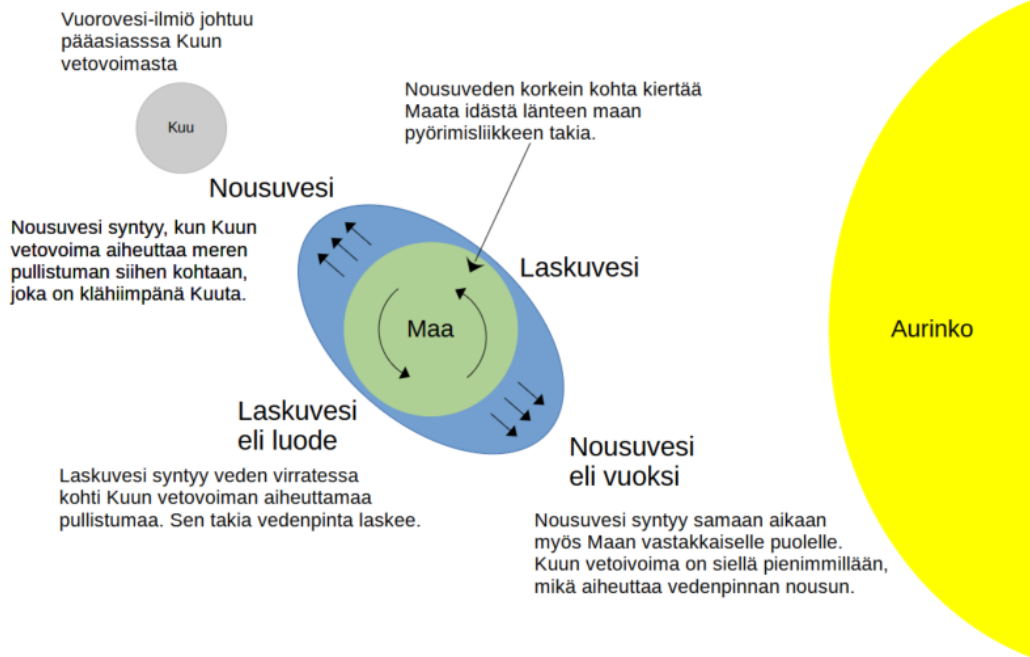 Vuorovesi-ilmiö johtuu
pääasiasssa Kuun
vetovoimasta
Kuu
Nousuveden korkein kohta kiertää
Maata idästä länteen maan
pyörimisliikkeen takia.
Nousuvesi
Nousuvesi syntyy, kun Kuun
vetovoima aiheuttaa meren
pullistuman siihen kohtaan,
joka on klähiimpänä Kuuta.
Laskuvesi
Maa
Aurinko
Laskuvesi
eli luode
Laskuvesi syntyy veden virratessa
kohti Kuun vetovoiman aiheuttamaa
pullistumaa. Sen takia vedenpinta laskee.
Nousuvesi
eli vuoksi
Nousuvesi syntyy samaan aikaan
myös Maan vastakkaiselle puolelle.
Kuun vetoivoima on siellä pienimmillään,
mikä aiheuttaa vedenpinnan nousun.